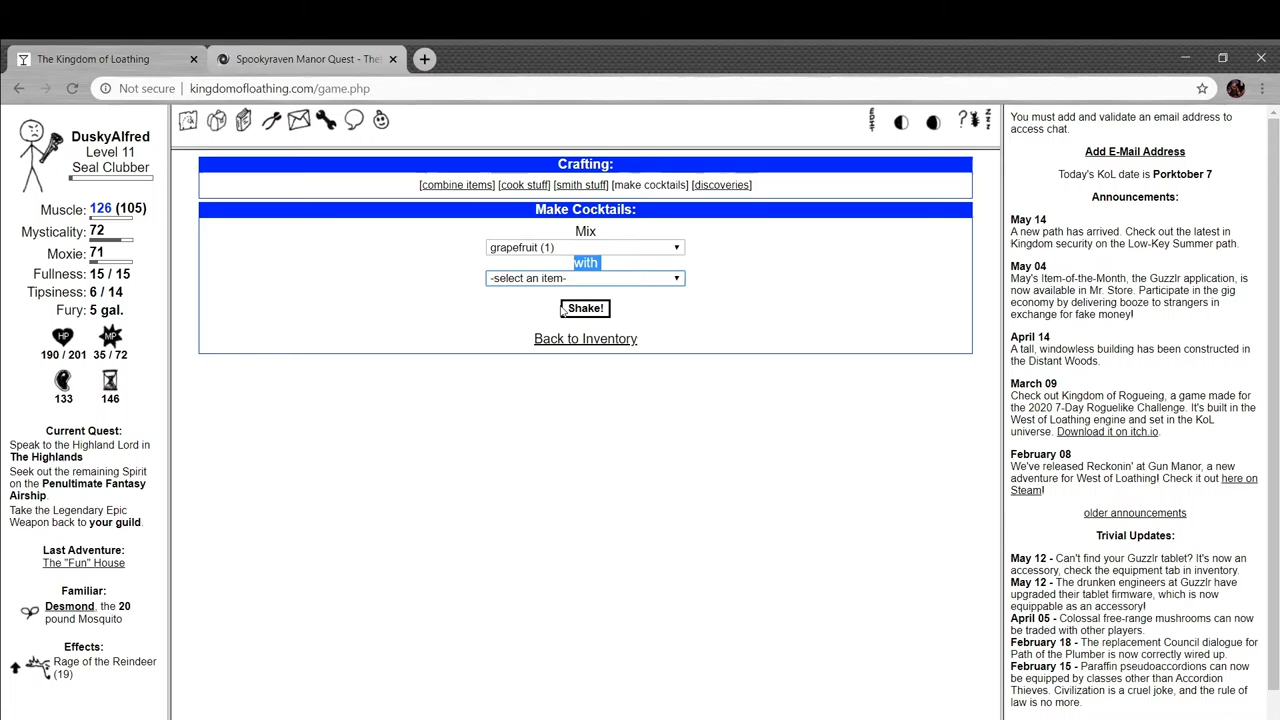 The Kingdom of Loathing
Spookyraven Manor Quest - The
Not secure
kingdomofloathing.com/game.php
DuskyAlfred
Level 11
Seal Clubber
Muscle: 126 (105)
Mysticality: 72
Moxie: 71
Fullness: 15 / 15
Tipsiness: 6 / 14
Fury: 5 gal.
HP
MP
190 / 201
35 / 72
133
146
Current Quest:
Speak to the Highland Lord in
The Highlands
Seek out the remaining Spirit
on the Penultimate Fantasy
Airship.
Take the Legendary Epic
Weapon back to your guild.
Last Adventure:
The "Fun" House
Familiar:
Desmond, the 20
pound Mosquito
Effects:
Rage of the Reindeer
(19)
Crafting:
[combine items] [cook stuff] [smith stuff] [make cocktails] [discoveries]
Make Cocktails:
Mix
grapefruit (1)
with
-select an item-
Shake!
Back to Inventory
You must add and validate an email address to
access chat.
Add E-Mail Address
Today's KoL date is Porktober 7
Announcements:
May 14
A new path has arrived. Check out the latest in
Kingdom security on the Low-Key Summer path.
May 04
May's Item-of-the-Month, the Guzzlr application, is
now available in Mr. Store. Participate in the gig
economy by delivering booze to strangers in
exchange for fake money!
April 14
A tall, windowless building has been constructed in
the Distant Woods.
March 09
Check out Kingdom of Rogueing, a game made for
the 2020 7-Day Roguelike Challenge. It's built in the
West of Loathing engine and set in the KoL
universe. Download it on itch.io.
February 08
We've released Reckonin' at Gun Manor, a new
adventure for West of Loathing! Check it out here on
Steam!
older announcements
Trivial Updates:
May 12 - Can't find your Guzzlr tablet? It's now an
accessory, check the equipment tab in inventory.
May 12 - The drunken engineers at Guzzlr have
upgraded their tablet firmware, which is now
equippable as an accessory!
April 05 - Colossal free-range mushrooms can now
be traded with other players.
February 18 - The replacement Council dialogue for
Path of the Plumber is now correctly wired up.
February 15 - Paraffin pseudoaccordions can now
be equipped by classes other than Accordion
Thieves. Civilization is a cruel joke, and the rule of
law is no more.